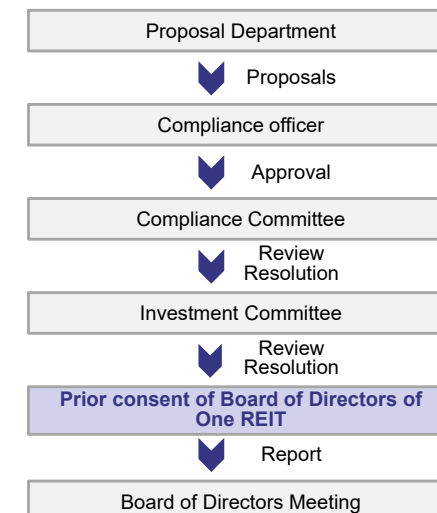 Proposal Department
Proposals
Compliance officer
Approval
Compliance Committee
Review
Resolution
Investment Committee
Review
Resolution
Prior consent of Board of Directors of
One REIT
Report
Board of Directors Meeting